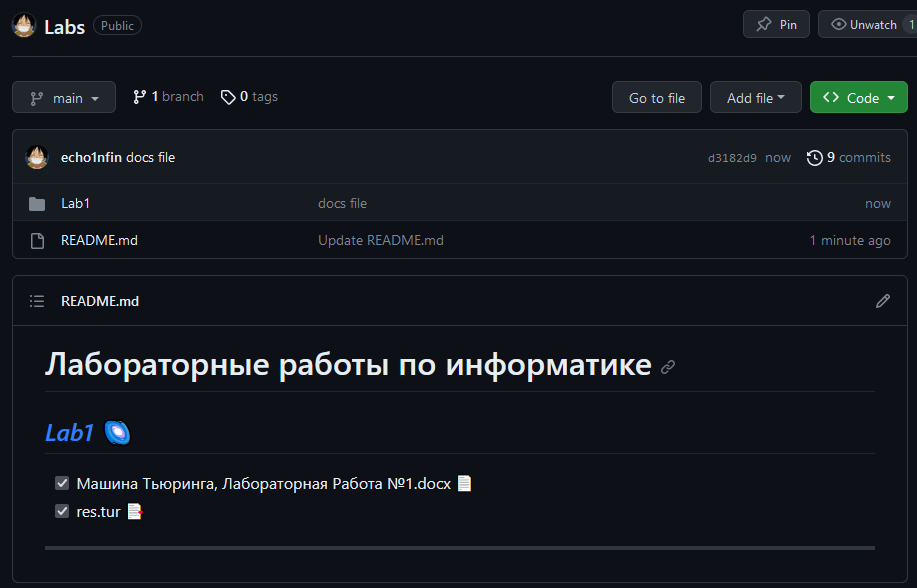 Labs Public Pin Unwatch 1
main 1 branch 0 tags Go to file Add file Code
echo1nfin docs file d3182d9 now 9 commits
Lab1 docs file now
README.md Update README.md 1 minute ago
README.md
Лабораторные работы по информатике
Lab1
Машина Тьюринга, Лабораторная Работа №1.docx
res.tur